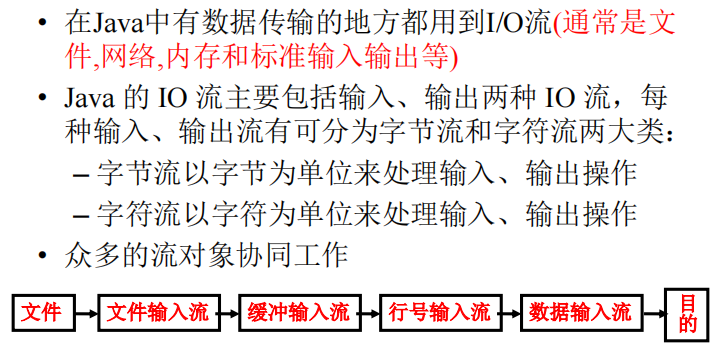 • 在Java中有数据传输的地方都用到I/O流(通常是文
件,网络,内存和标准输入输出等)
• Java 的 IO 流主要包括输入、输出两种 IO 流，每
种输入、输出流有可分为字节流和字符流两大类：
– 字节流以字节为单位来处理输入、输出操作
– 字符流以字符为单位来处理输入、输出操作
• 众多的流对象协同工作
文件 文件输入流 缓冲输入流 行号输入流 数据输入流 目的